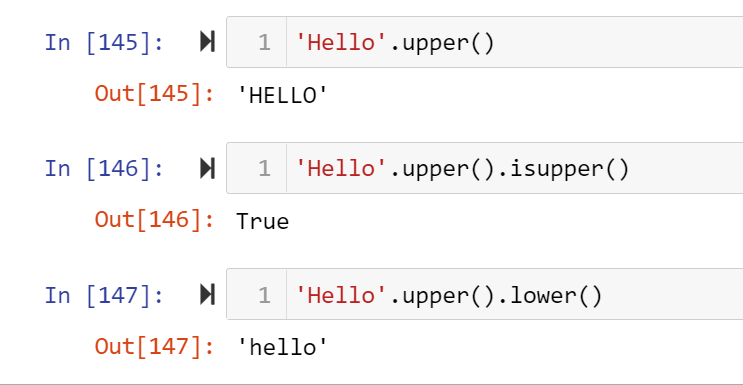 In [145]: 1 'Hello'.upper()
Out[145]: 'HELLO'
In [146]: 1 'Hello'.upper().isupper()
Out[146]: True
In [147]: 1 'Hello'.upper().lower()
Out[147]: 'hello'